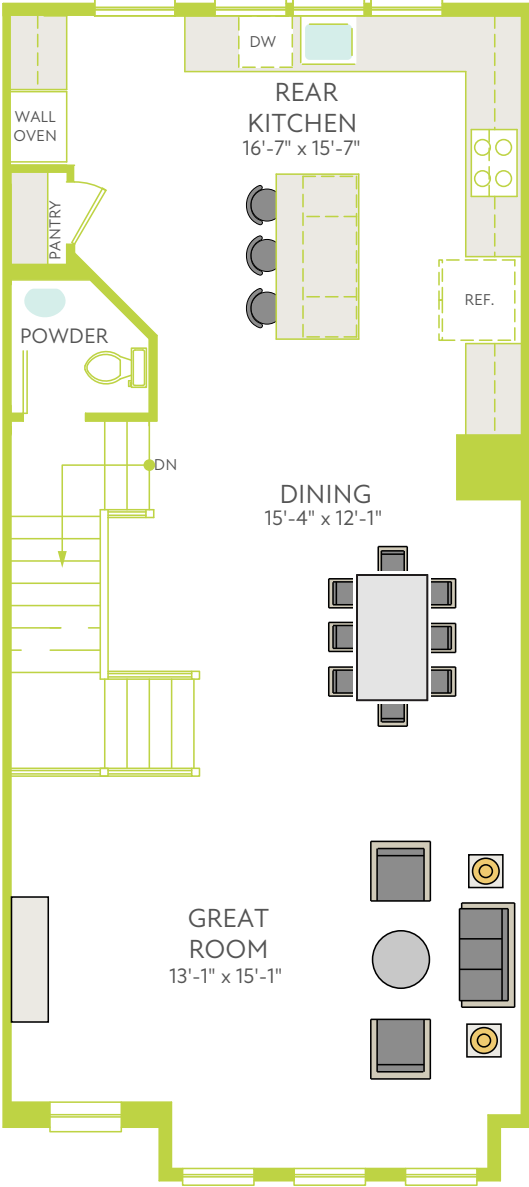 DW
REAR
KITCHEN
16'-7" x 15'-7"
WALL
OVEN
PANTRY
REF.
POWDER
DN
DINING
15'-4" x 12'-1"
GREAT
ROOM
13'-1" x 15'-1"